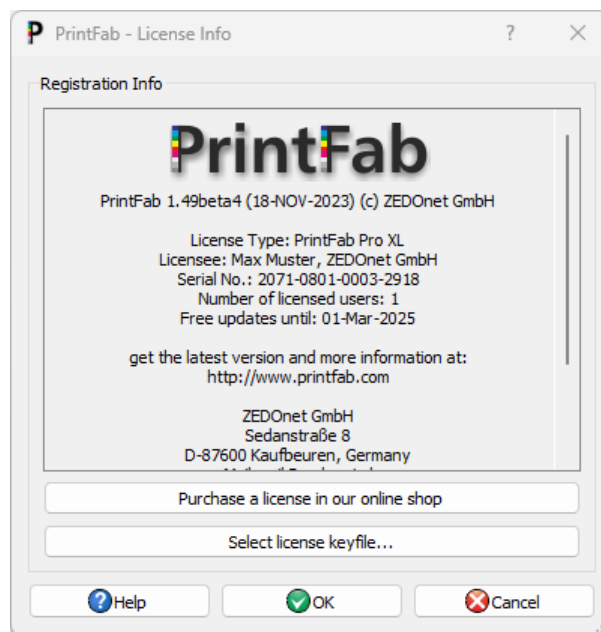 PrintFab - License Info
?
Registration Info
PrintFab
PrintFab 1.49beta4 (18-NOV-2023) (c) ZEDOnet GmbH
License Type: PrintFab Pro XL
Licensee: Max Muster, ZEDOnet GmbH
Serial No.: 2071-0801-0003-2918
Number of licensed users: 1
Free updates until: 01-Mar-2025
get the latest version and more information at:
http://www.printfab.com
ZEDOnet GmbH
Sedanstraße 8
D-87600 Kaufbeuren, Germany
Purchase a license in our online shop
Select license keyfile...
Help
OK
Cancel